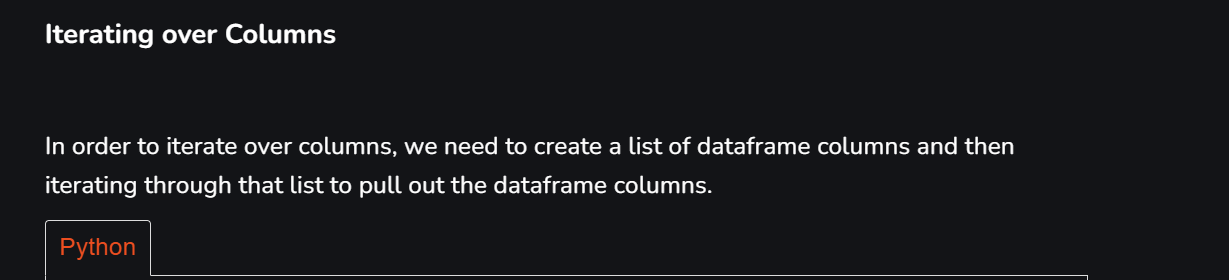 Iterating over Columns
In order to iterate over columns, we need to create a list of dataframe columns and then
iterating through that list to pull out the dataframe columns.
Python